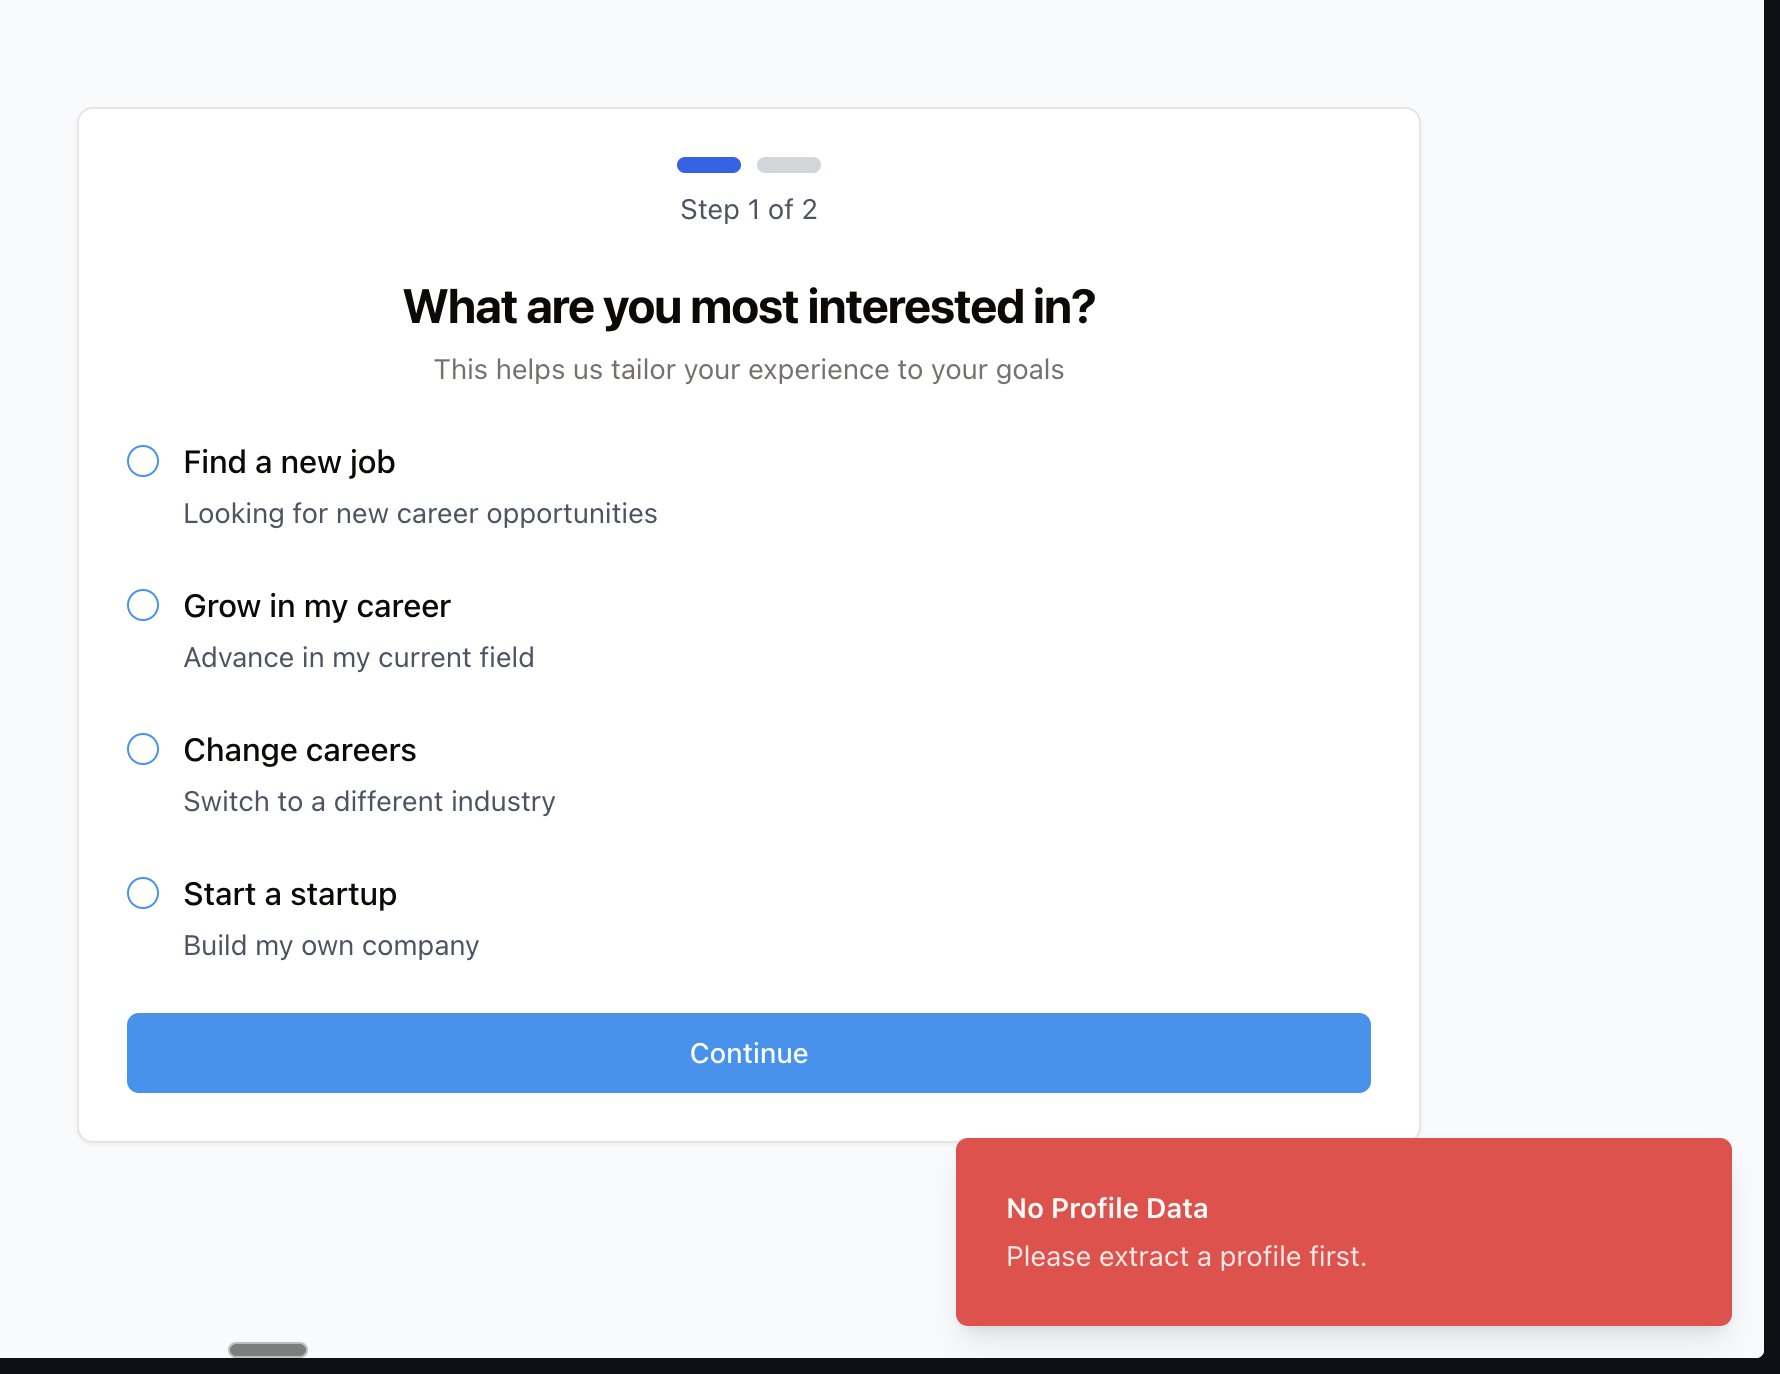 Step 1 of 2
What are you most interested in?
This helps us tailor your experience to your goals
Find a new job
Looking for new career opportunities
Grow in my career
Advance in my current field
Change careers
Switch to a different industry
Start a startup
Build my own company
Continue
No Profile Data
Please extract a profile first.